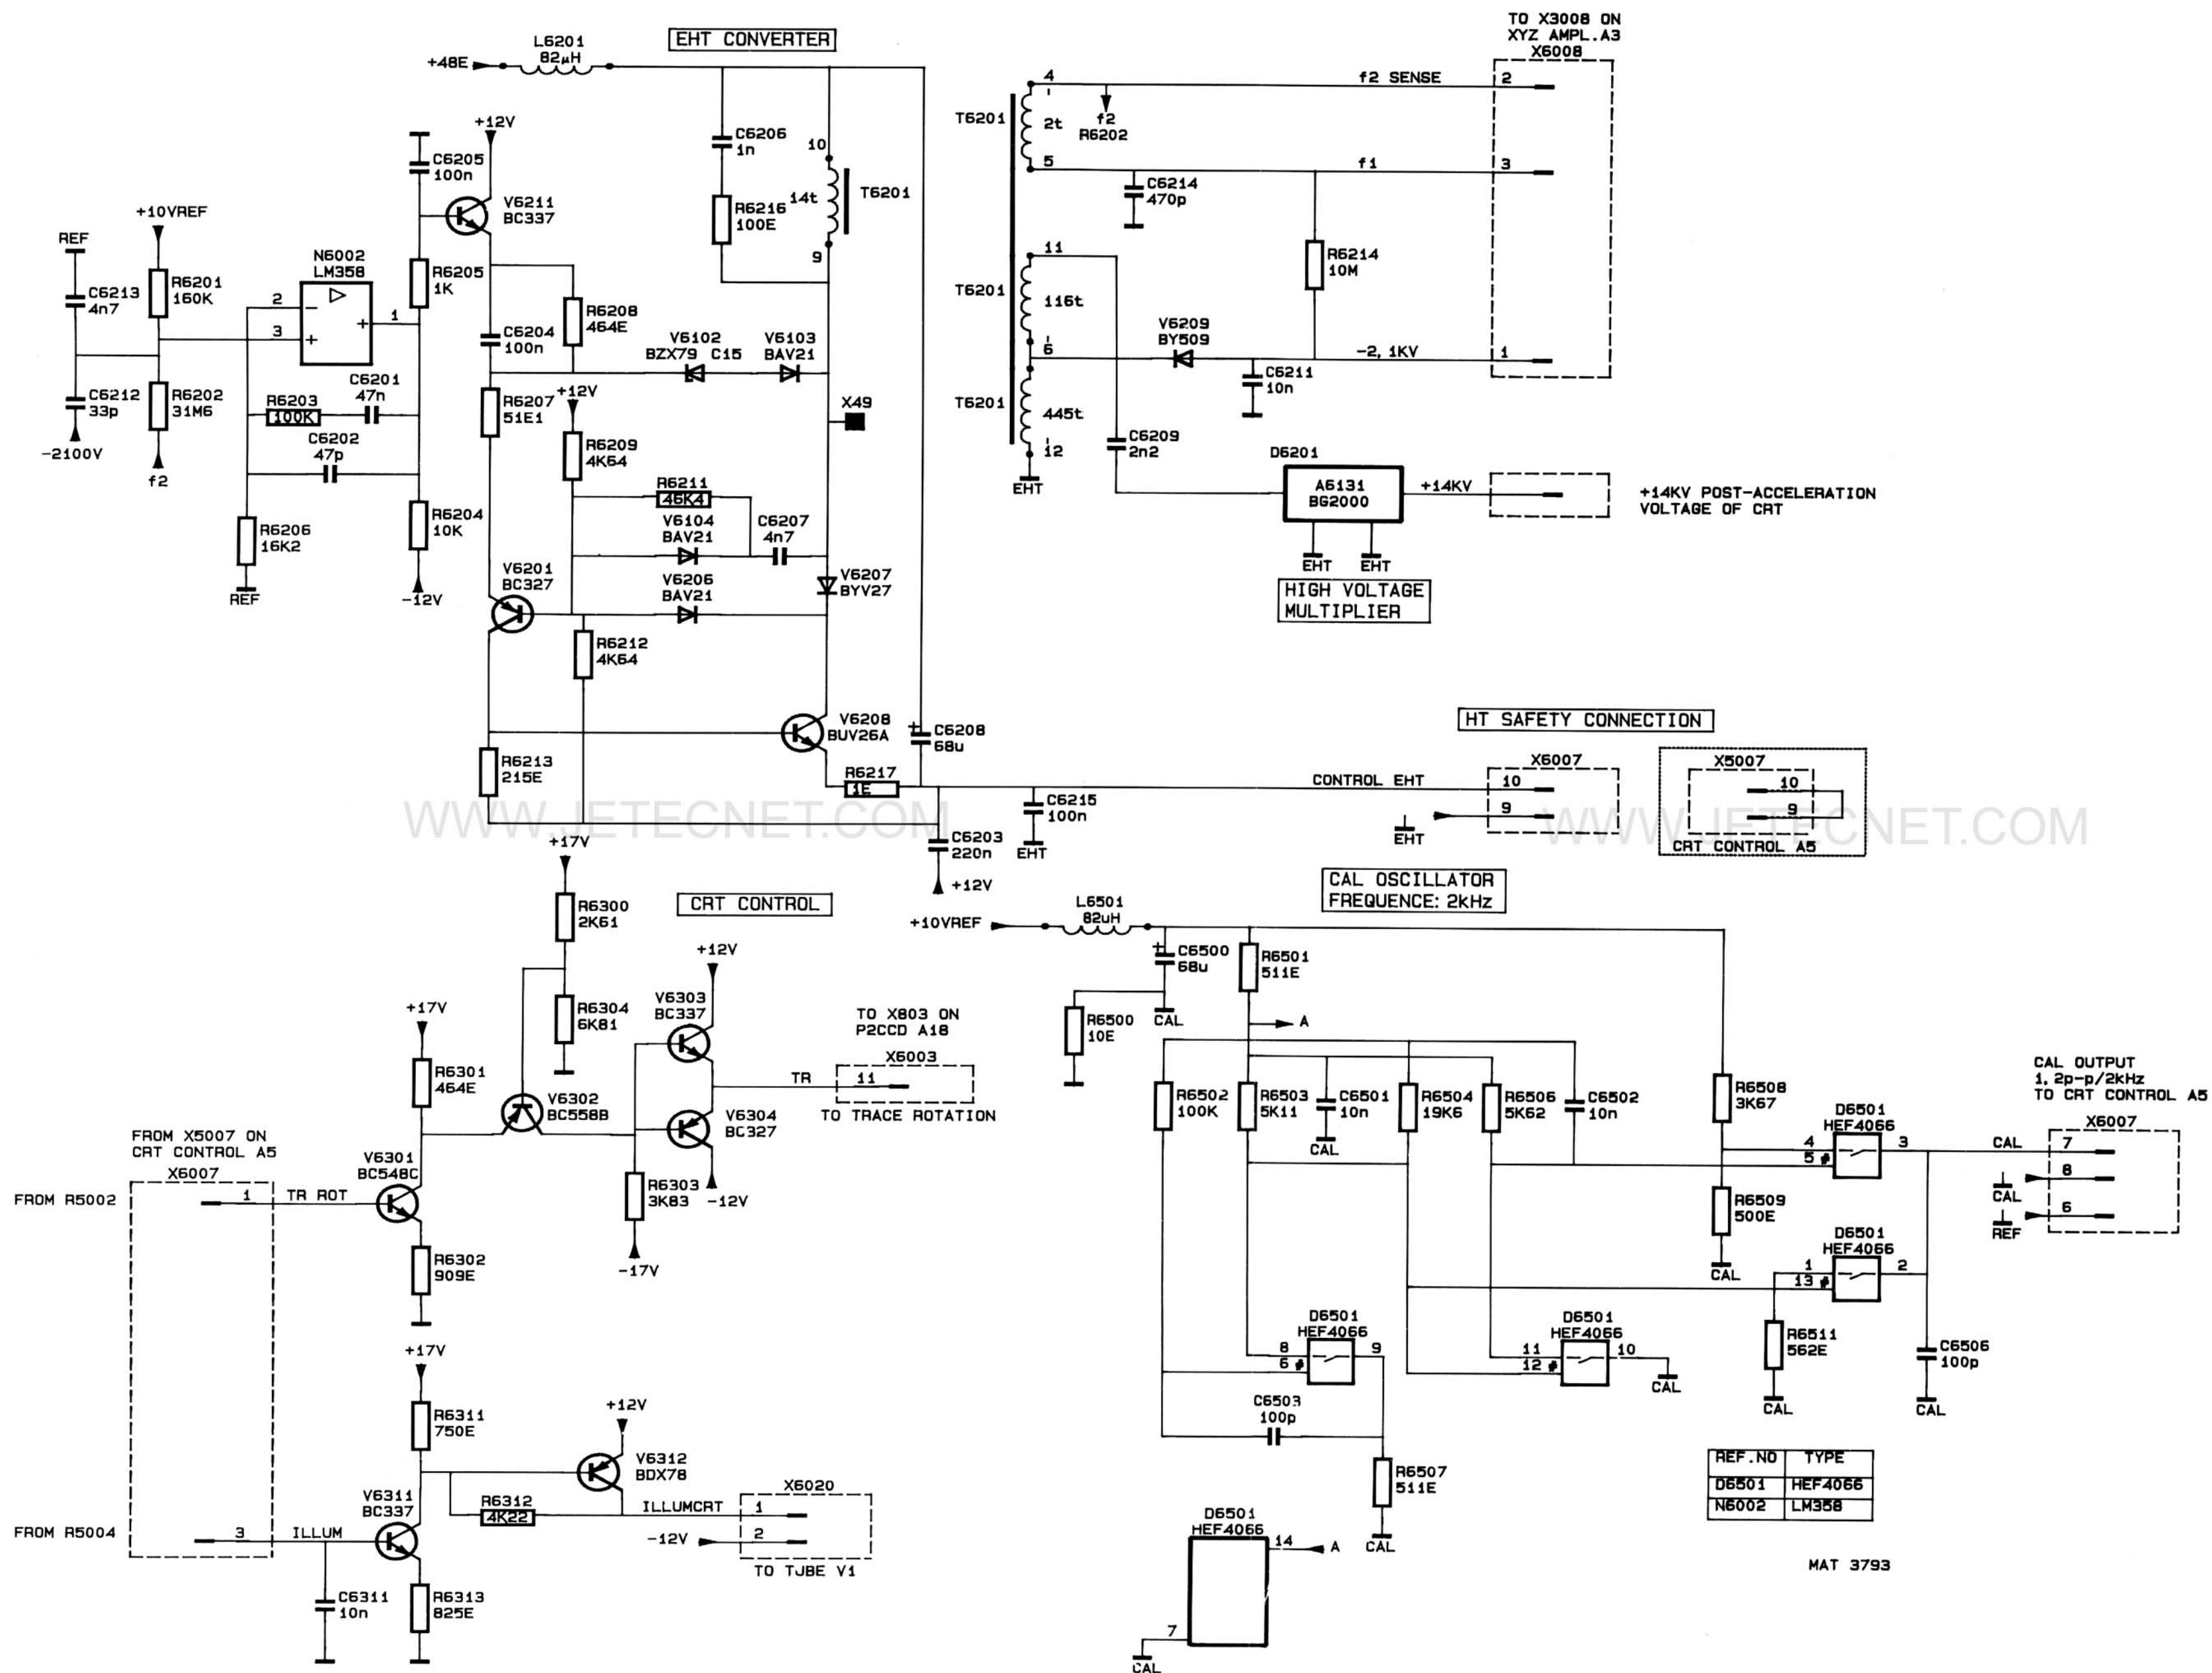 EHT CONVERTER
+48E
L6201
82µH
C6206
1n
R6216
100E
10
14t
T6201
9
+12V
C6205
100n
V6211
BC337
+10VREF
REF
C6213
4n7
R6201
160K
N6002
LM358
2
3
1
R6205
1K
C6212
33p
-2100V
R6202
31M6
f2
R6203
100K
C6201
47n
C6202
47p
R6206
16K2
REF
R6204
10K
-12V
C6204
100n
R6208
464E
V6102
BZX79 C15
V6103
BAV21
R6207
51E1
+12V
R6209
4K64
X49
R6211
46K4
V6104
BAV21
C6207
4n7
V6201
BC327
V6206
BAV21
V6207
BYV27
R6212
4K64
V6208
BUV26A
C6208
68u
R6213
215E
R6217
1E
C6203
220n
+12V
C6215
100n
EHT
CONTROL EHT
TO X3008 ON
XYZ AMPL.A3
X6008
4
f2 SENSE
2
T6201
2t
f2
R6202
5
f1
3
C6214
470p
11
R6214
10M
T6201
116t
V6209
BY509
6
-2,1KV
1
C6211
10n
T6201
445t
12
EHT
C6209
2n2
D6201
A6131
BG2000
+14KV
+14KV POST-ACCELERATION
VOLTAGE OF CRT
EHT
EHT
HIGH VOLTAGE
MULTIPLIER
HT SAFETY CONNECTION
X6007
10
9
EHT
X5007
10
9
CRT CONTROL A5
WWW.JETECNET.COM
WWW.JETECNET.COM
CRT CONTROL
+17V
R6300
2K61
R6304
6K81
+17V
R6301
464E
V6302
BC558B
+12V
V6303
BC337
V6304
BC327
-12V
R6303
3K83
-17V
TR
TO X803 ON
P2CCD A18
X6003
11
TO TRACE ROTATION
FROM X5007 ON
CRT CONTROL A5
X6007
FROM R5002
1
TR ROT
V6301
BC548C
R6302
909E
+17V
R6311
750E
+12V
V6312
BDX78
R6312
4K22
ILLUMCRT
X6020
1
-12V
2
TO TUBE V1
FROM R5004
3
ILLUM
V6311
BC337
C6311
10n
R6313
825E
CAL OSCILLATOR
FREQUENCE: 2kHz
+10VREF
L6501
82uH
C6500
68u
CAL
R6500
10E
R6501
511E
A
R6502
100K
R6503
5K11
C6501
10n
CAL
R6504
19K6
R6506
5K62
C6502
10n
R6508
3K67
R6509
500E
CAL
D6501
HEF4066
4
5 #
3
CAL
CAL OUTPUT
1,2p-p/2kHz
TO CRT CONTROL A5
X6007
7
8
6
CAL
REF
D6501
HEF4066
1
13 #
2
R6511
562E
CAL
C6506
100p
CAL
D6501
HEF4066
8
6 #
9
D6501
HEF4066
11
12 #
10
CAL
C6503
100p
R6507
511E
CAL
D6501
HEF4066
14
A
7
CAL
REF.NO TYPE
D6501 HEF4066
N6002 LM358
MAT 3793